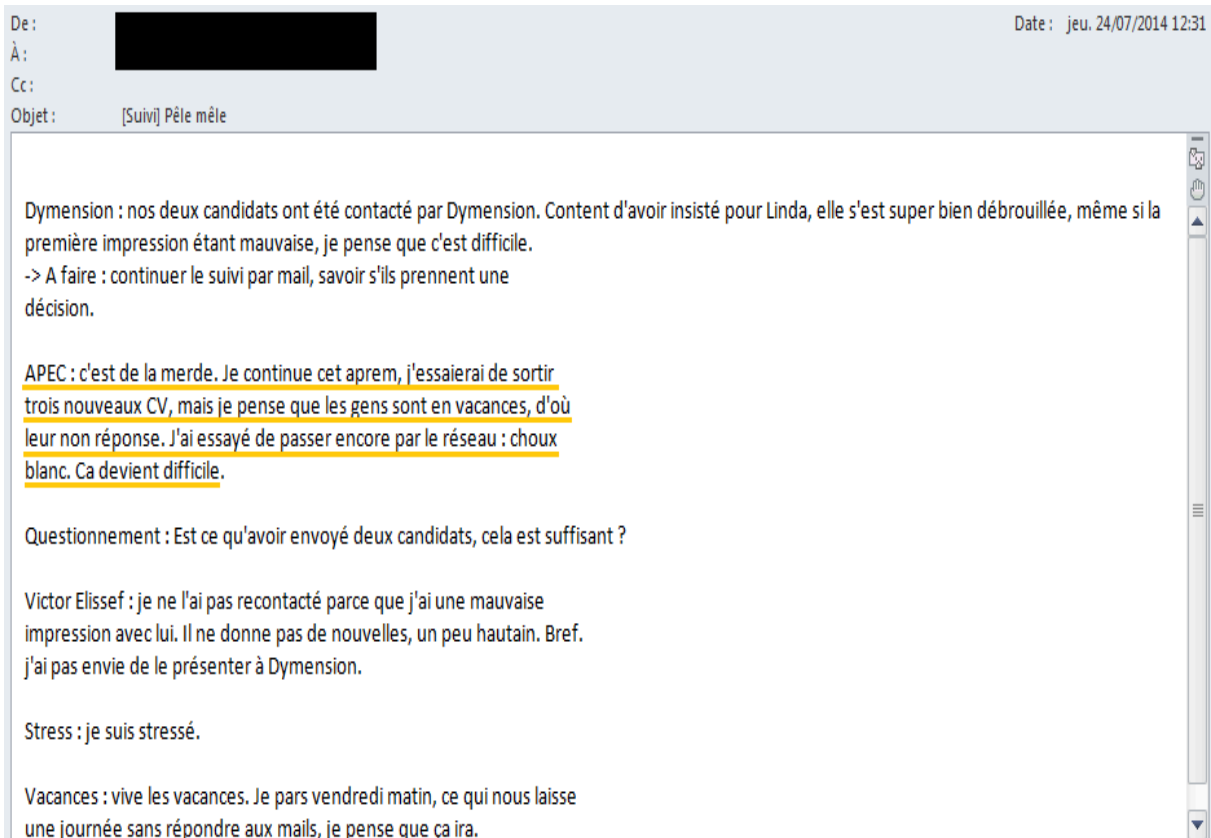 De :
Date : jeu. 24/07/2014 12:31
À :
Cc :
Objet : [Suivi] Pêle mêle
Dymension : nos deux candidats ont été contacté par Dymension. Content d'avoir insisté pour Linda, elle s'est super bien débrouillée, même si la
première impression étant mauvaise, je pense que c'est difficile.
-> A faire : continuer le suivi par mail, savoir s'ils prennent une
décision.
APEC : c'est de la merde. Je continue cet aprem, j'essaierai de sortir
trois nouveaux CV, mais je pense que les gens sont en vacances, d'où
leur non réponse. J'ai essayé de passer encore par le réseau : choux
blanc. Ca devient difficile.
Questionnement : Est ce qu'avoir envoyé deux candidats, cela est suffisant ?
Victor Elissef : je ne l'ai pas recontacté parce que j'ai une mauvaise
impression avec lui. Il ne donne pas de nouvelles, un peu hautain. Bref.
j'ai pas envie de le présenter à Dymension.
Stress : je suis stressé.
Vacances : vive les vacances. Je pars vendredi matin, ce qui nous laisse
une journée sans répondre aux mails, je pense que ça ira.